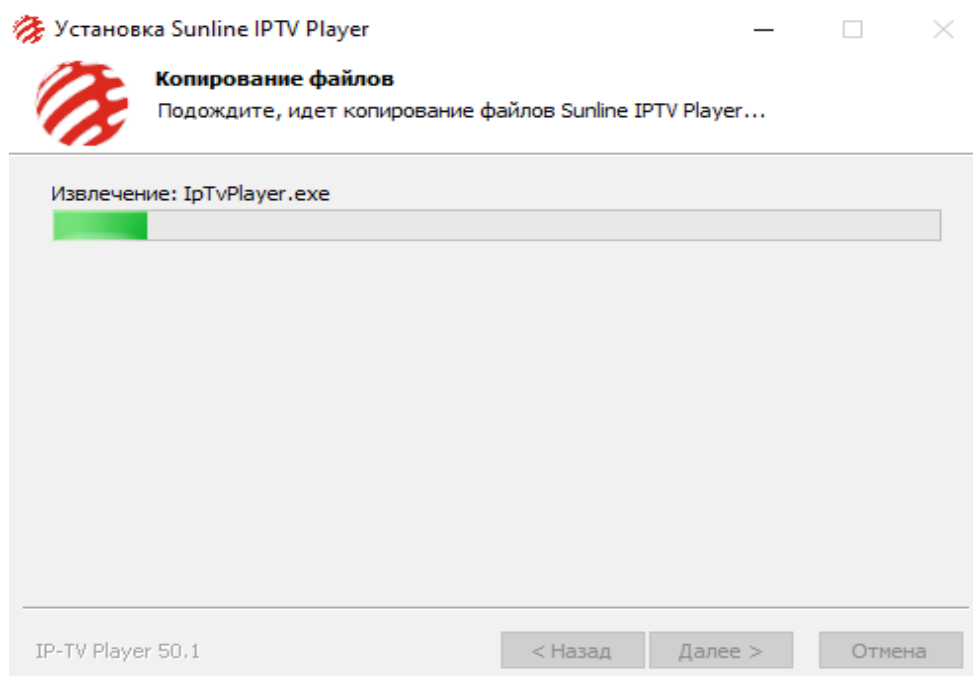 Установка Sunline IPTV Player
Копирование файлов
Подождите, идет копирование файлов Sunline IPTV Player...
Извлечение: IpTvPlayer.exe
IP-TV Player 50.1
< Назад
Далее >
Отмена